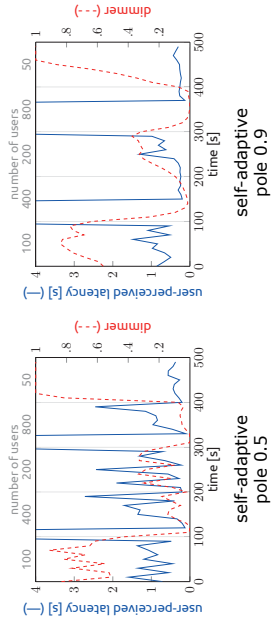 number of users
100 400 200 800 50
user-perceived latency [s] (—)
4
3
2
1
0
1
.8
.6
.4
.2
dimmer (---)
0 100 200 300 400 500
time [s]
self-adaptive
pole 0.5
number of users
100 400 200 800 50
user-perceived latency [s] (—)
4
3
2
1
0
1
.8
.6
.4
.2
dimmer (---)
0 100 200 300 400 500
time [s]
self-adaptive
pole 0.9